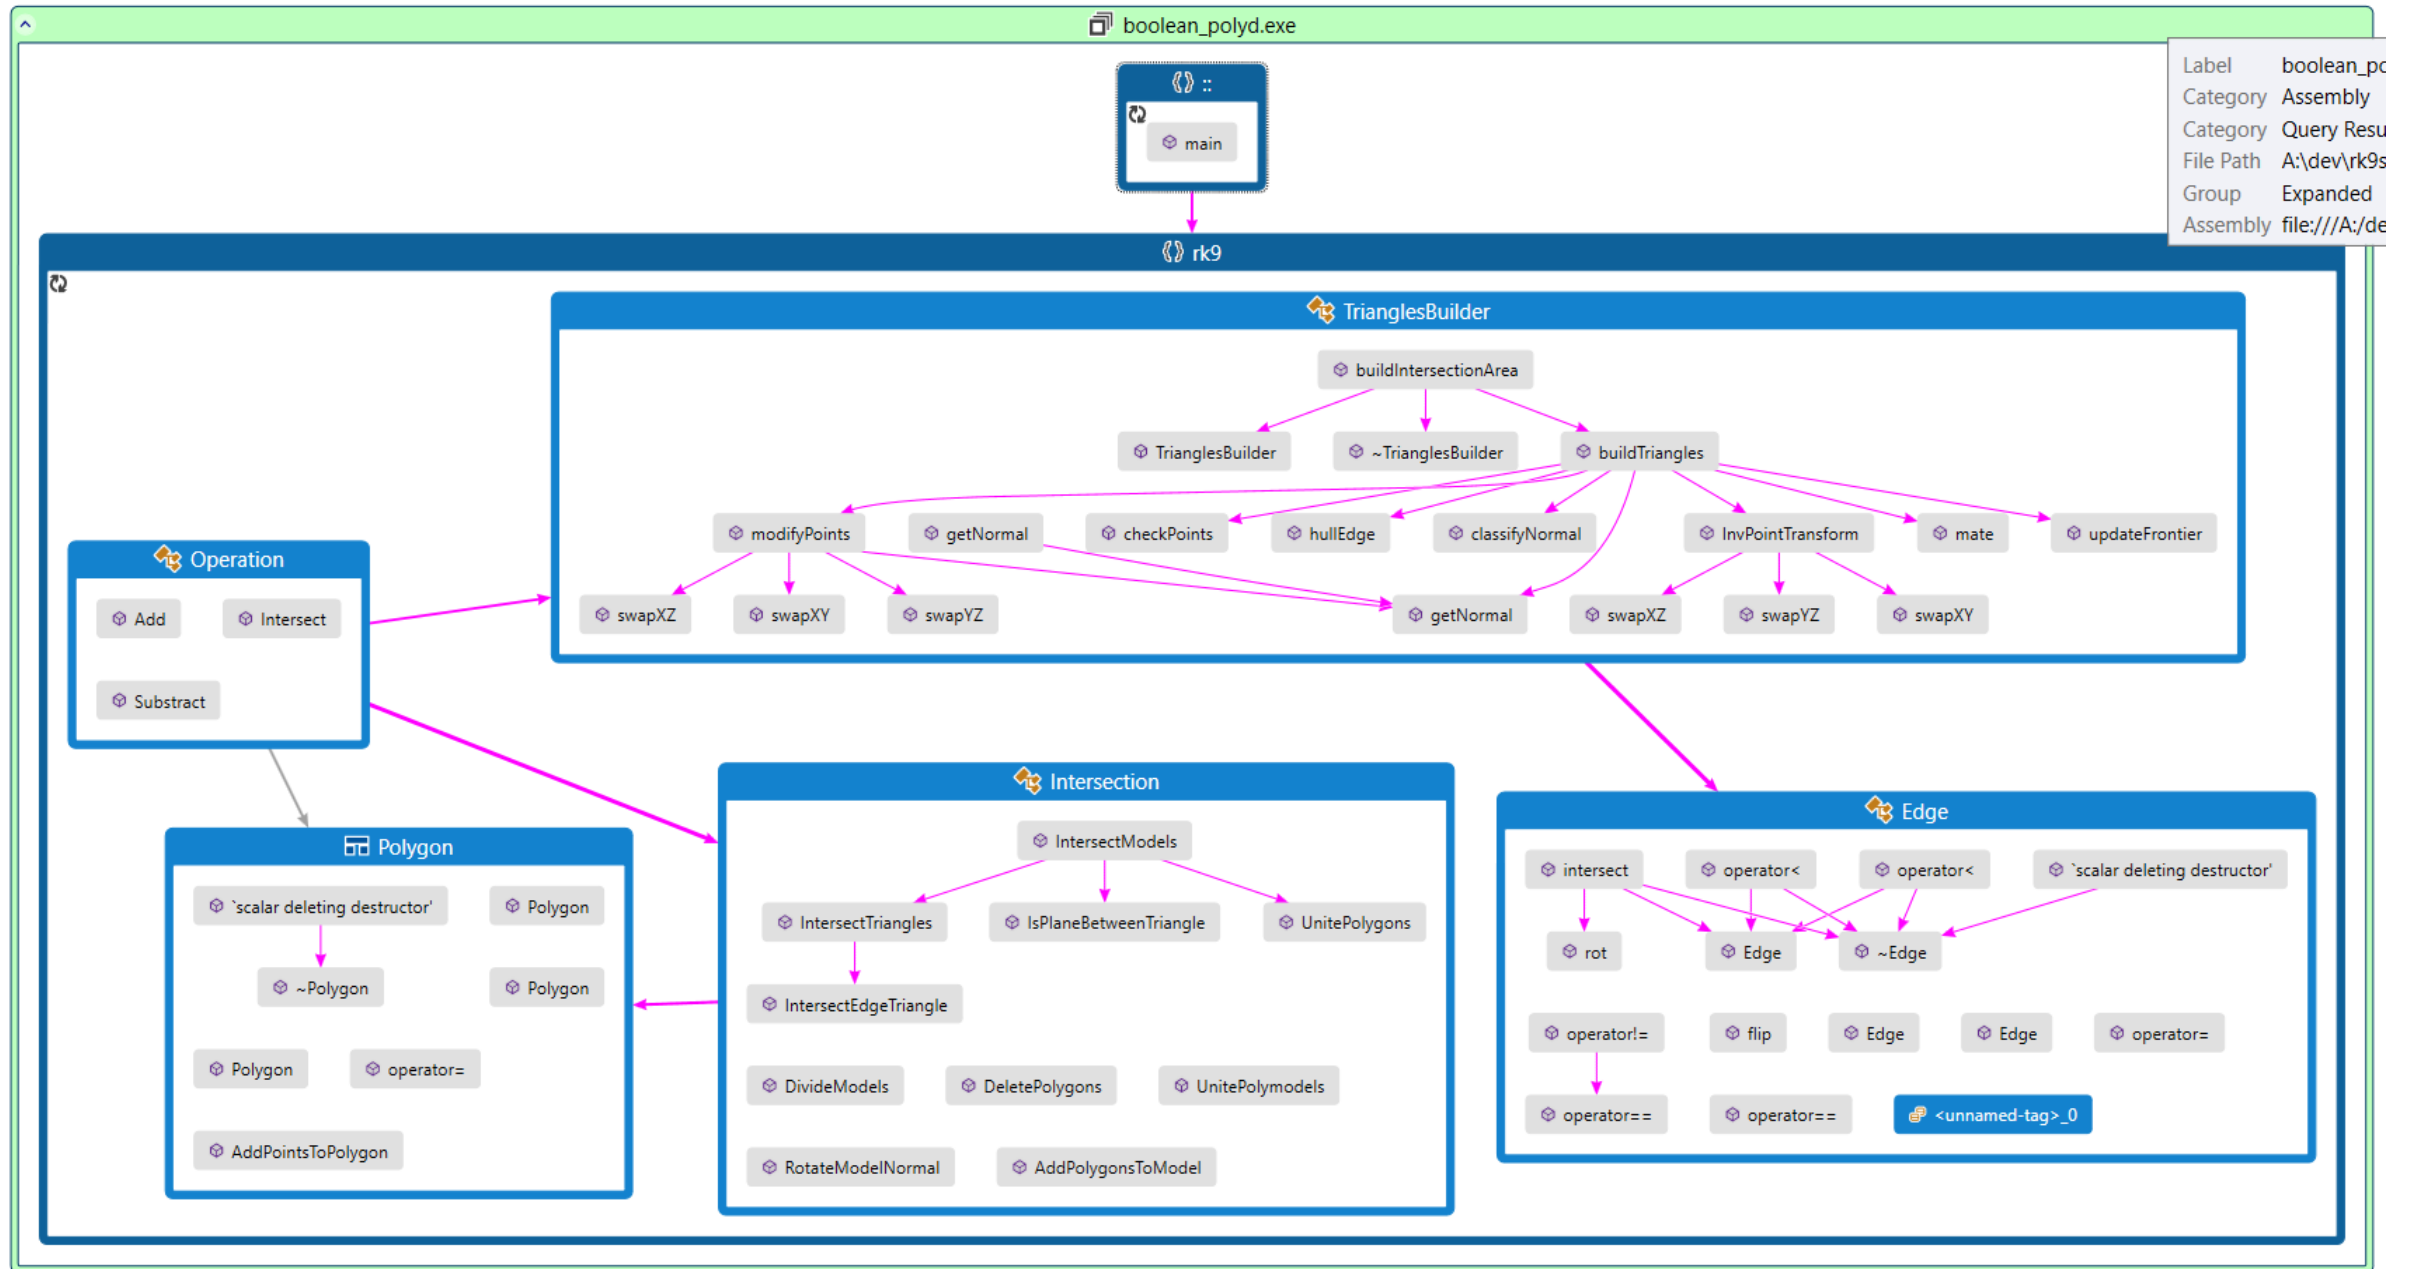 boolean_polyd.exe
Label boolean_po
Category Assembly
Category Query Resu
File Path A:\dev\rk9s
Group Expanded
Assembly file:///A:/de
::
main
rk9
TrianglesBuilder
buildIntersectionArea
TrianglesBuilder
~TrianglesBuilder
buildTriangles
modifyPoints
getNormal
checkPoints
hullEdge
classifyNormal
InvPointTransform
mate
updateFrontier
swapXZ
swapXY
swapYZ
getNormal
swapXZ
swapYZ
swapXY
Operation
Add
Intersect
Substract
Polygon
`scalar deleting destructor'
Polygon
~Polygon
Polygon
Polygon
operator=
AddPointsToPolygon
Intersection
IntersectModels
IntersectTriangles
IsPlaneBetweenTriangle
UnitePolygons
IntersectEdgeTriangle
DivideModels
DeletePolygons
UnitePolymodels
RotateModelNormal
AddPolygonsToModel
Edge
intersect
operator<
operator<
`scalar deleting destructor'
rot
Edge
~Edge
operator!=
flip
Edge
Edge
operator=
operator==
operator==
<unnamed-tag>_0